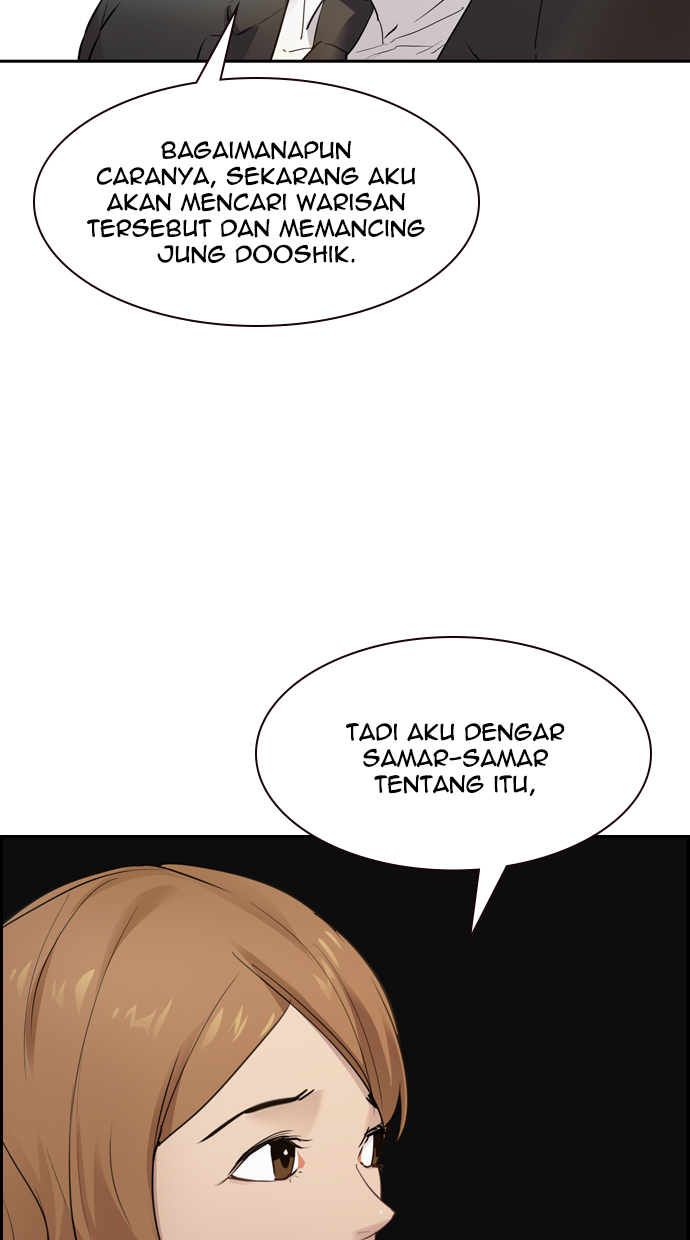 BAGAIMANAPUN
CARANYA, SEKARANG AKU
AKAN MENCARI WARISAN
TERSEBUT DAN MEMANCING
JUNG DOOSHIK.
TADI AKU DENGAR
SAMAR-SAMAR
TENTANG ITU,